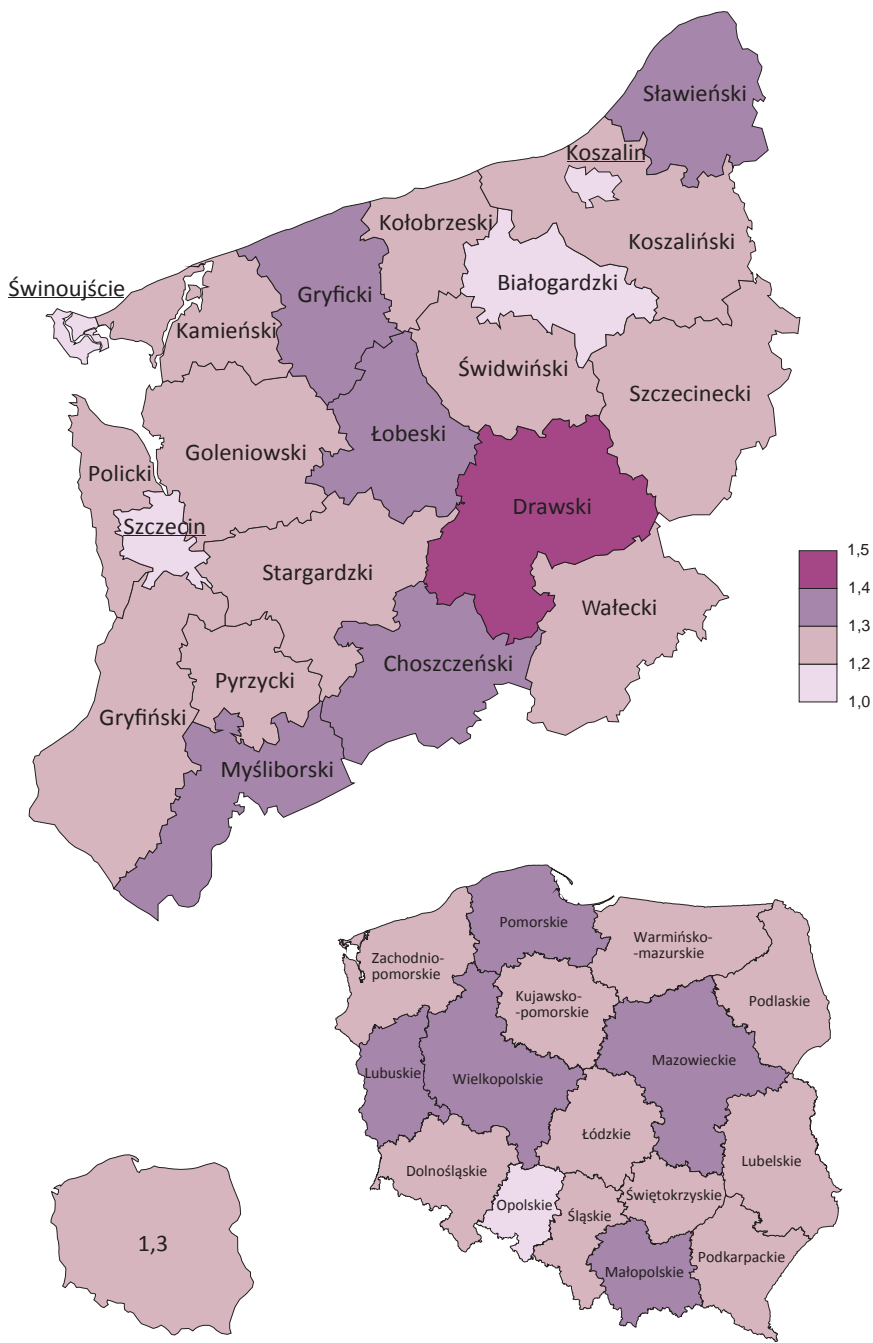 Sławieński
Koszalin
Kołobrzeski
Koszaliński
Świnoujście
Gryficki
Białogardzki
Kamieński
Świdwiński
Szczecinecki
Łobeski
Goleniowski
Policki
Drawski
Szczecin
Stargardzki
Wałecki
Choszczeński
Pyrzycki
Gryfiński
Myśliborski
1,5
1,4
1,3
1,2
1,0
Pomorskie
Zachodnio-
pomorskie
Warmińsko-
-mazurskie
Kujawsko-
-pomorskie
Podlaskie
Mazowieckie
Lubuskie
Wielkopolskie
Łódzkie
Dolnośląskie
Lubelskie
Opolskie
Świętokrzyskie
Śląskie
Podkarpackie
Małopolskie
1,3